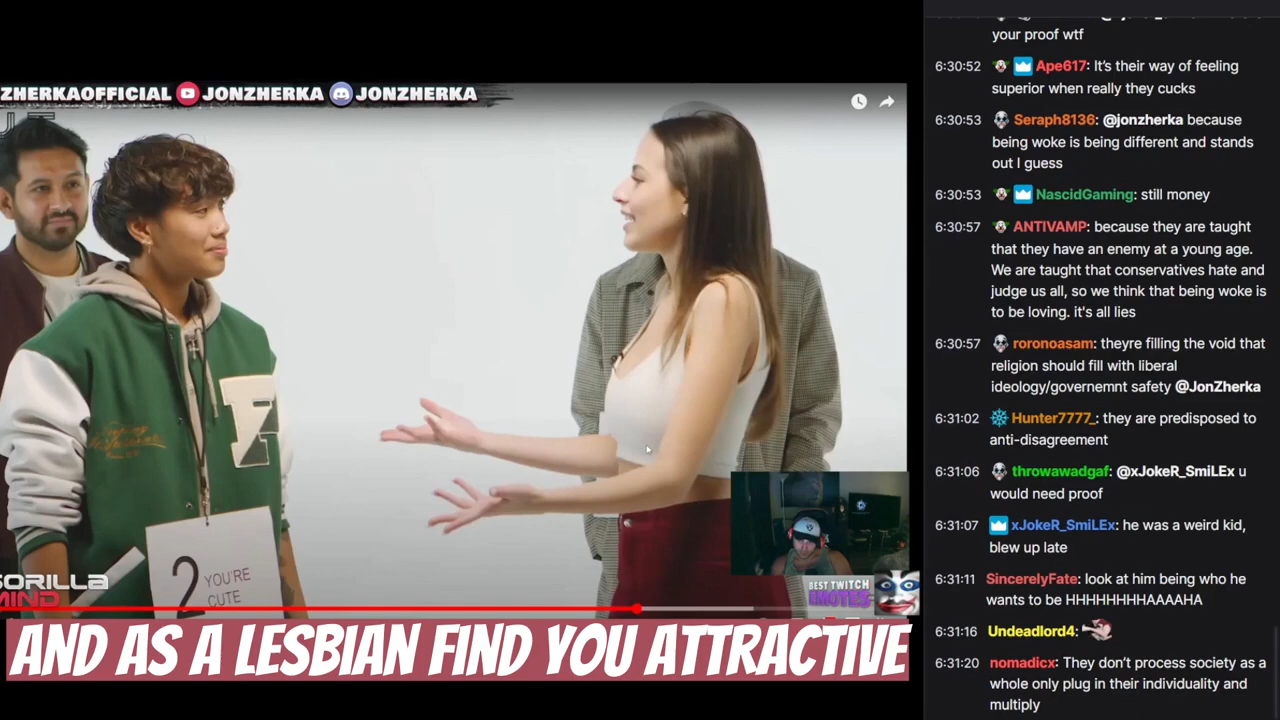 ZHERKAOFFICIAL JONZHERKA JONZHERKA
2 YOU'RE
CUTE
F
GORILLA
MIND
BEST TWITCH
EMOTES
AND AS A LESBIAN FIND YOU ATTRACTIVE
your proof wtf
6:30:52 Ape617: It's their way of feeling
superior when really they cucks
6:30:53 Seraph8136: @jonzherka because
being woke is being different and stands
out I guess
6:30:53 NascidGaming: still money
6:30:57 ANTIVAMP: because they are taught
that they have an enemy at a young age.
We are taught that conservatives hate and
judge us all, so we think that being woke is
to be loving. it's all lies
6:30:57 roronoasam: theyre filling the void that
religion should fill with liberal
ideology/governemnt safety @JonZherka
6:31:02 Hunter7777_: they are predisposed to
anti-disagreement
6:31:06 throwawadgaf: @xJokeR_SmiLEx u
would need proof
6:31:07 xJokeR_SmiLEx: he was a weird kid,
blew up late
6:31:11 SincerelyFate: look at him being who he
wants to be HHHHHHHHAAAAHA
6:31:16 Undeadlord4:
6:31:20 nomadicx: They don't process society as a
whole only plug in their individuality and
multiply